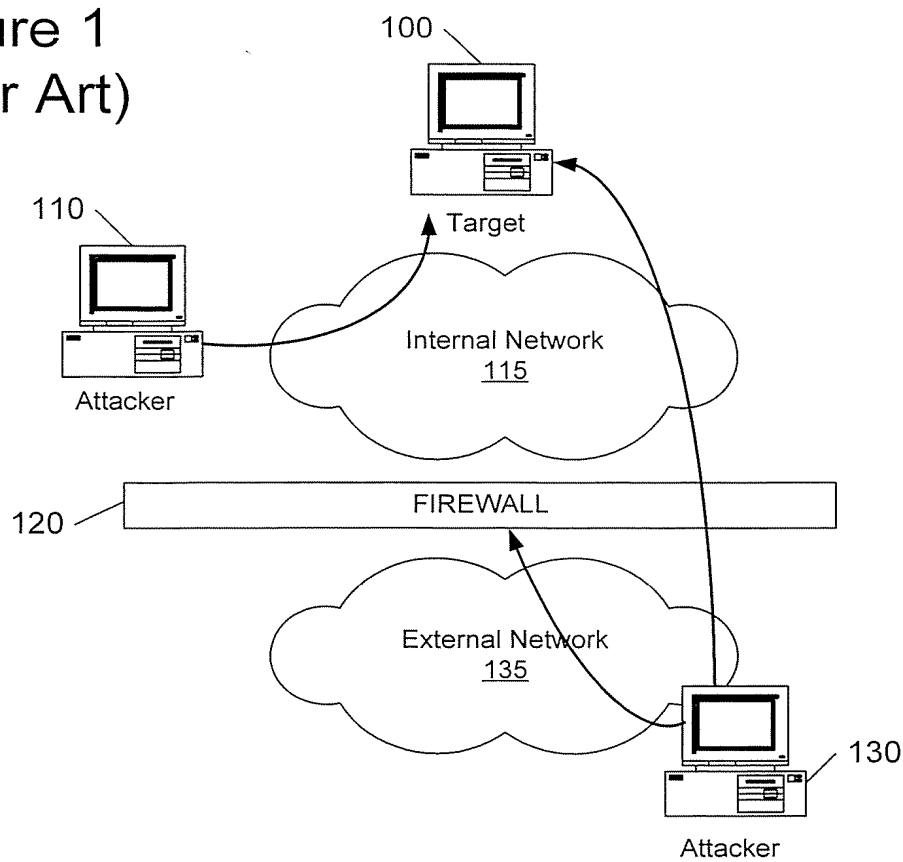 ure 1
r Art)
100
110
Target
Internal Network
115
Attacker
FIREWALL
120
External Network
135
130
Attacker